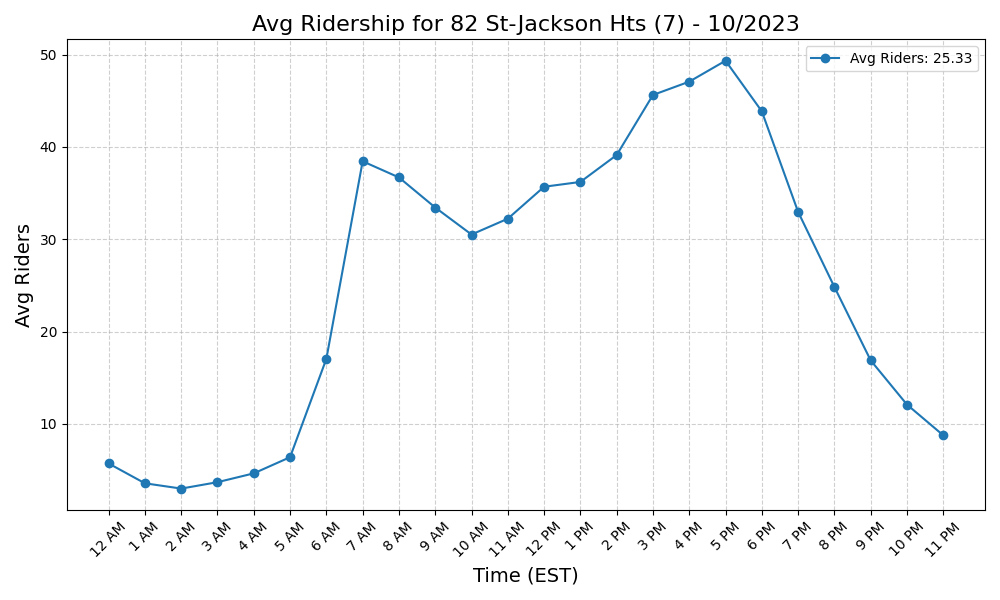 Avg Ridership for 82 St-Jackson Hts (7) - 10/2023
Avg Riders: 25.33
50
40
30
20
10
Avg Riders
12 AM
1 AM
2 AM
3 AM
4 AM
5 AM
6 AM
7 AM
8 AM
9 AM
10 AM
11 AM
12 PM
1 PM
2 PM
3 PM
4 PM
5 PM
6 PM
7 PM
8 PM
9 PM
10 PM
11 PM
Time (EST)